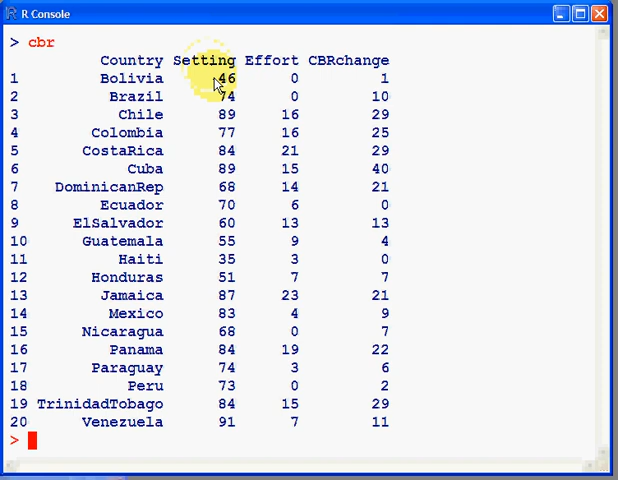 R Console
> cbr
Country Setting Effort CBRchange
1 Bolivia 46 0 1
2 Brazil 74 0 10
3 Chile 89 16 29
4 Colombia 77 16 25
5 CostaRica 84 21 29
6 Cuba 89 15 40
7 DominicanRep 68 14 21
8 Ecuador 70 6 0
9 ElSalvador 60 13 13
10 Guatemala 55 9 4
11 Haiti 35 3 0
12 Honduras 51 7 7
13 Jamaica 87 23 21
14 Mexico 83 4 9
15 Nicaragua 68 0 7
16 Panama 84 19 22
17 Paraguay 74 3 6
18 Peru 73 0 2
19 TrinidadTobago 84 15 29
20 Venezuela 91 7 11
>